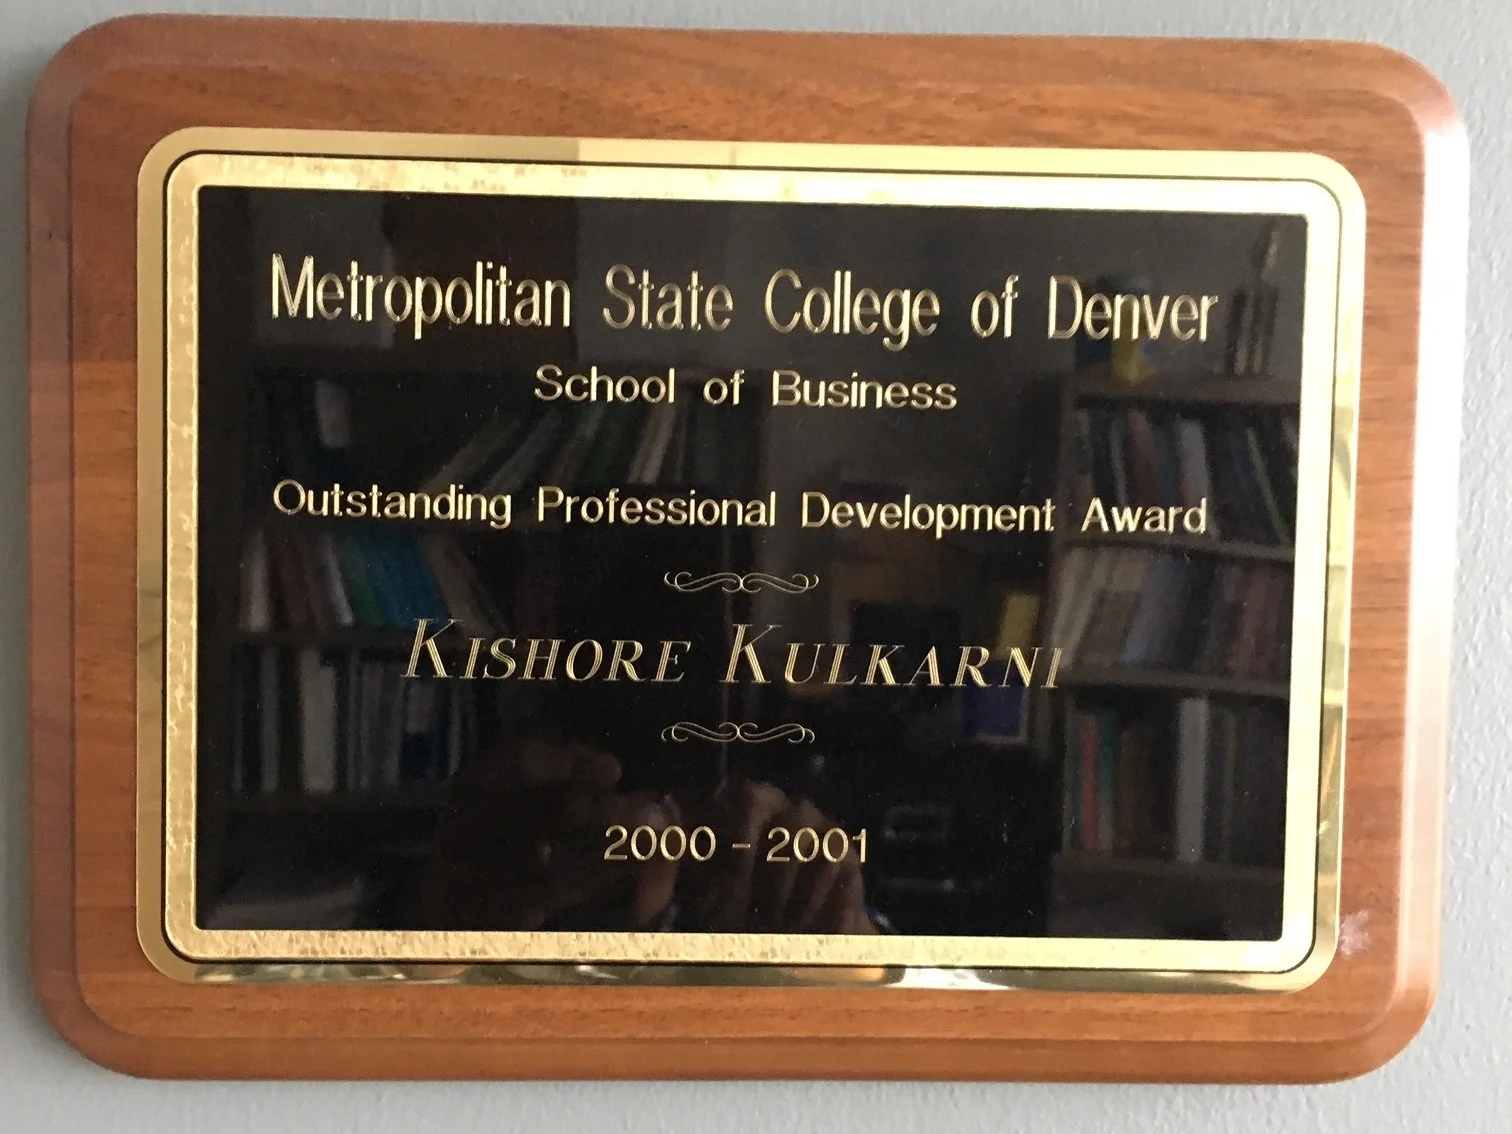 Metropolitan State College of Denver
School of Business
Outstanding Professional Development Award
KISHORE KULKARNI
2000 - 2001